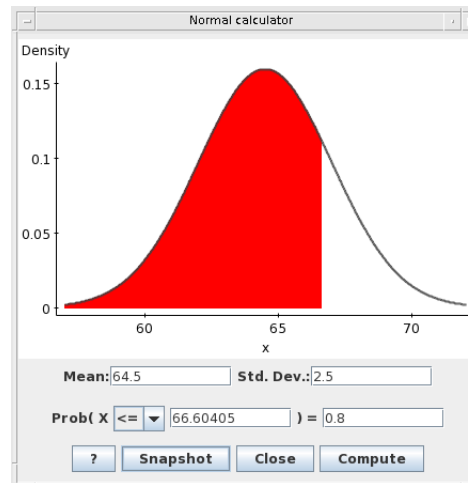 Normal calculator
Density
0.15
0.1
0.05
0
60 65 70
x
Mean: 64.5 Std. Dev.: 2.5
Prob( X <= 66.60405 ) = 0.8
? Snapshot Close Compute